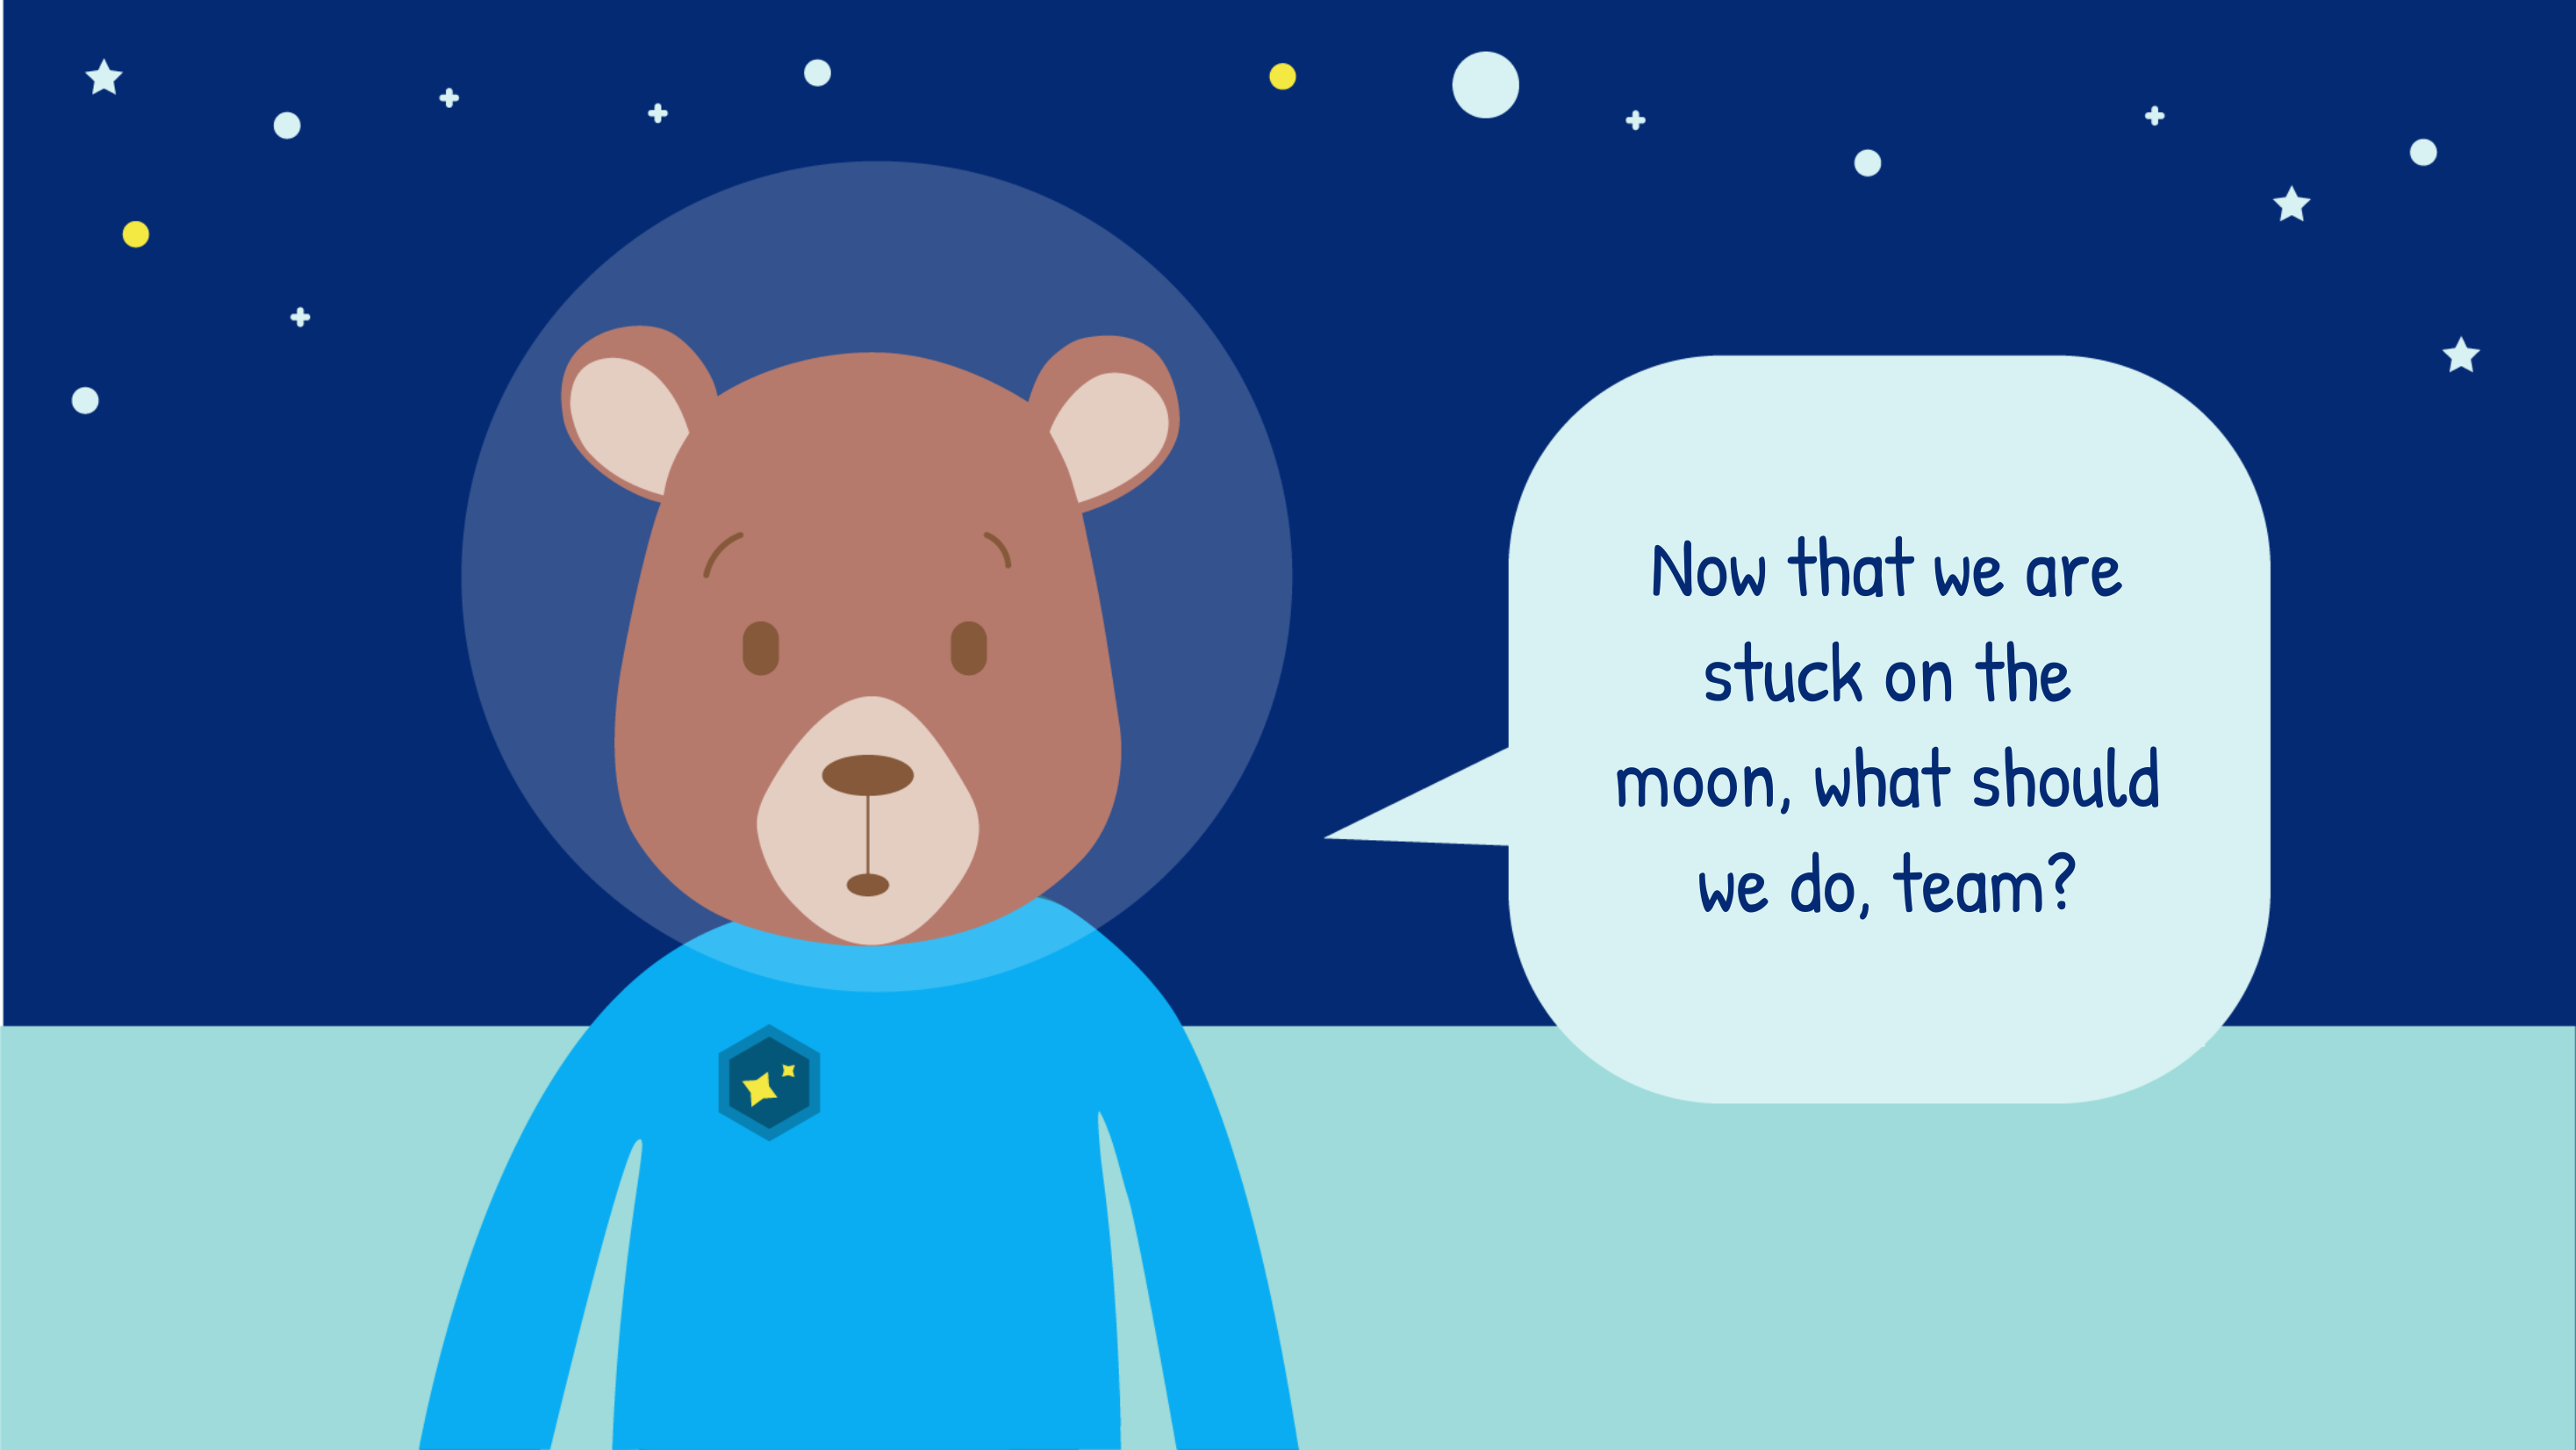 Now that we are
stuck on the
moon, what should
we do, team?